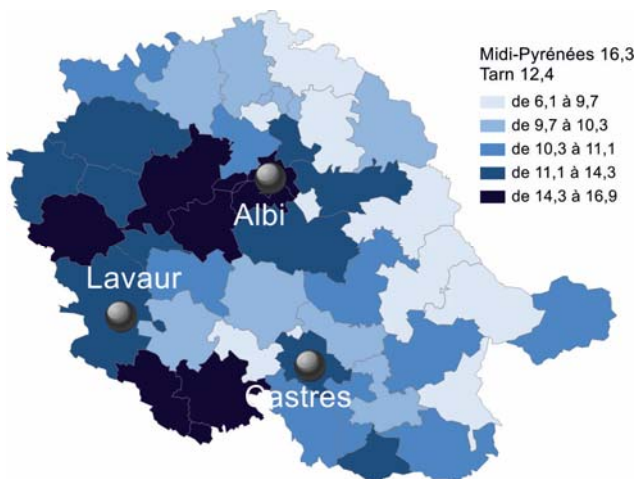 Midi-Pyrénées 16,3
Tarn 12,4
de 6,1 à 9,7
de 9,7 à 10,3
de 10,3 à 11,1
de 11,1 à 14,3
de 14,3 à 16,9
Albi
Lavaur
Castres